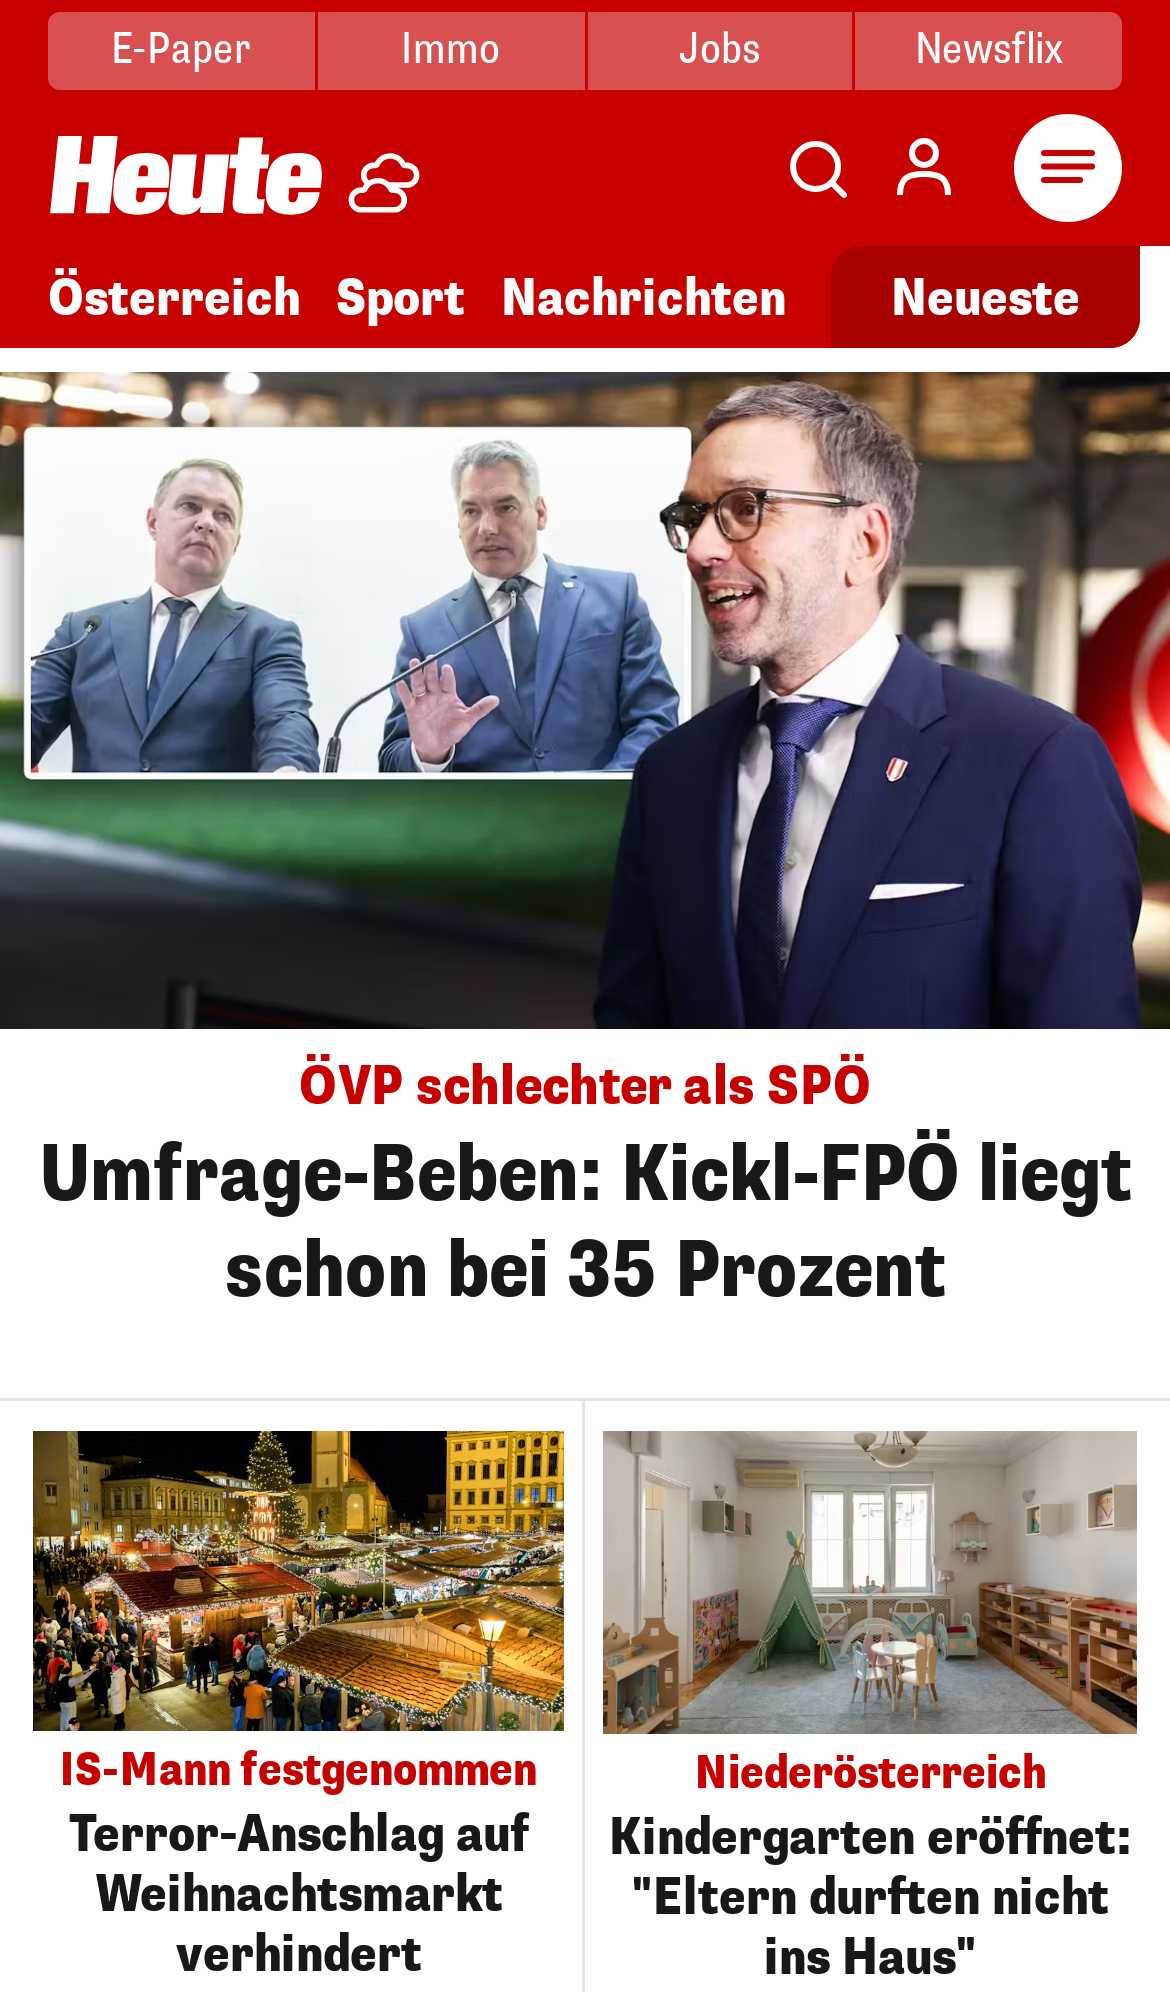 E-Paper
Immo
Jobs
Newsflix
Heute
Österreich
Sport
Nachrichten
Neueste
ÖVP schlechter als SPÖ
Umfrage-Beben: Kickl-FPÖ liegt
schon bei 35 Prozent
IS-Mann festgenommen
Terror-Anschlag auf
Weihnachtsmarkt
verhindert
Niederösterreich
Kindergarten eröffnet:
"Eltern durften nicht
ins Haus"